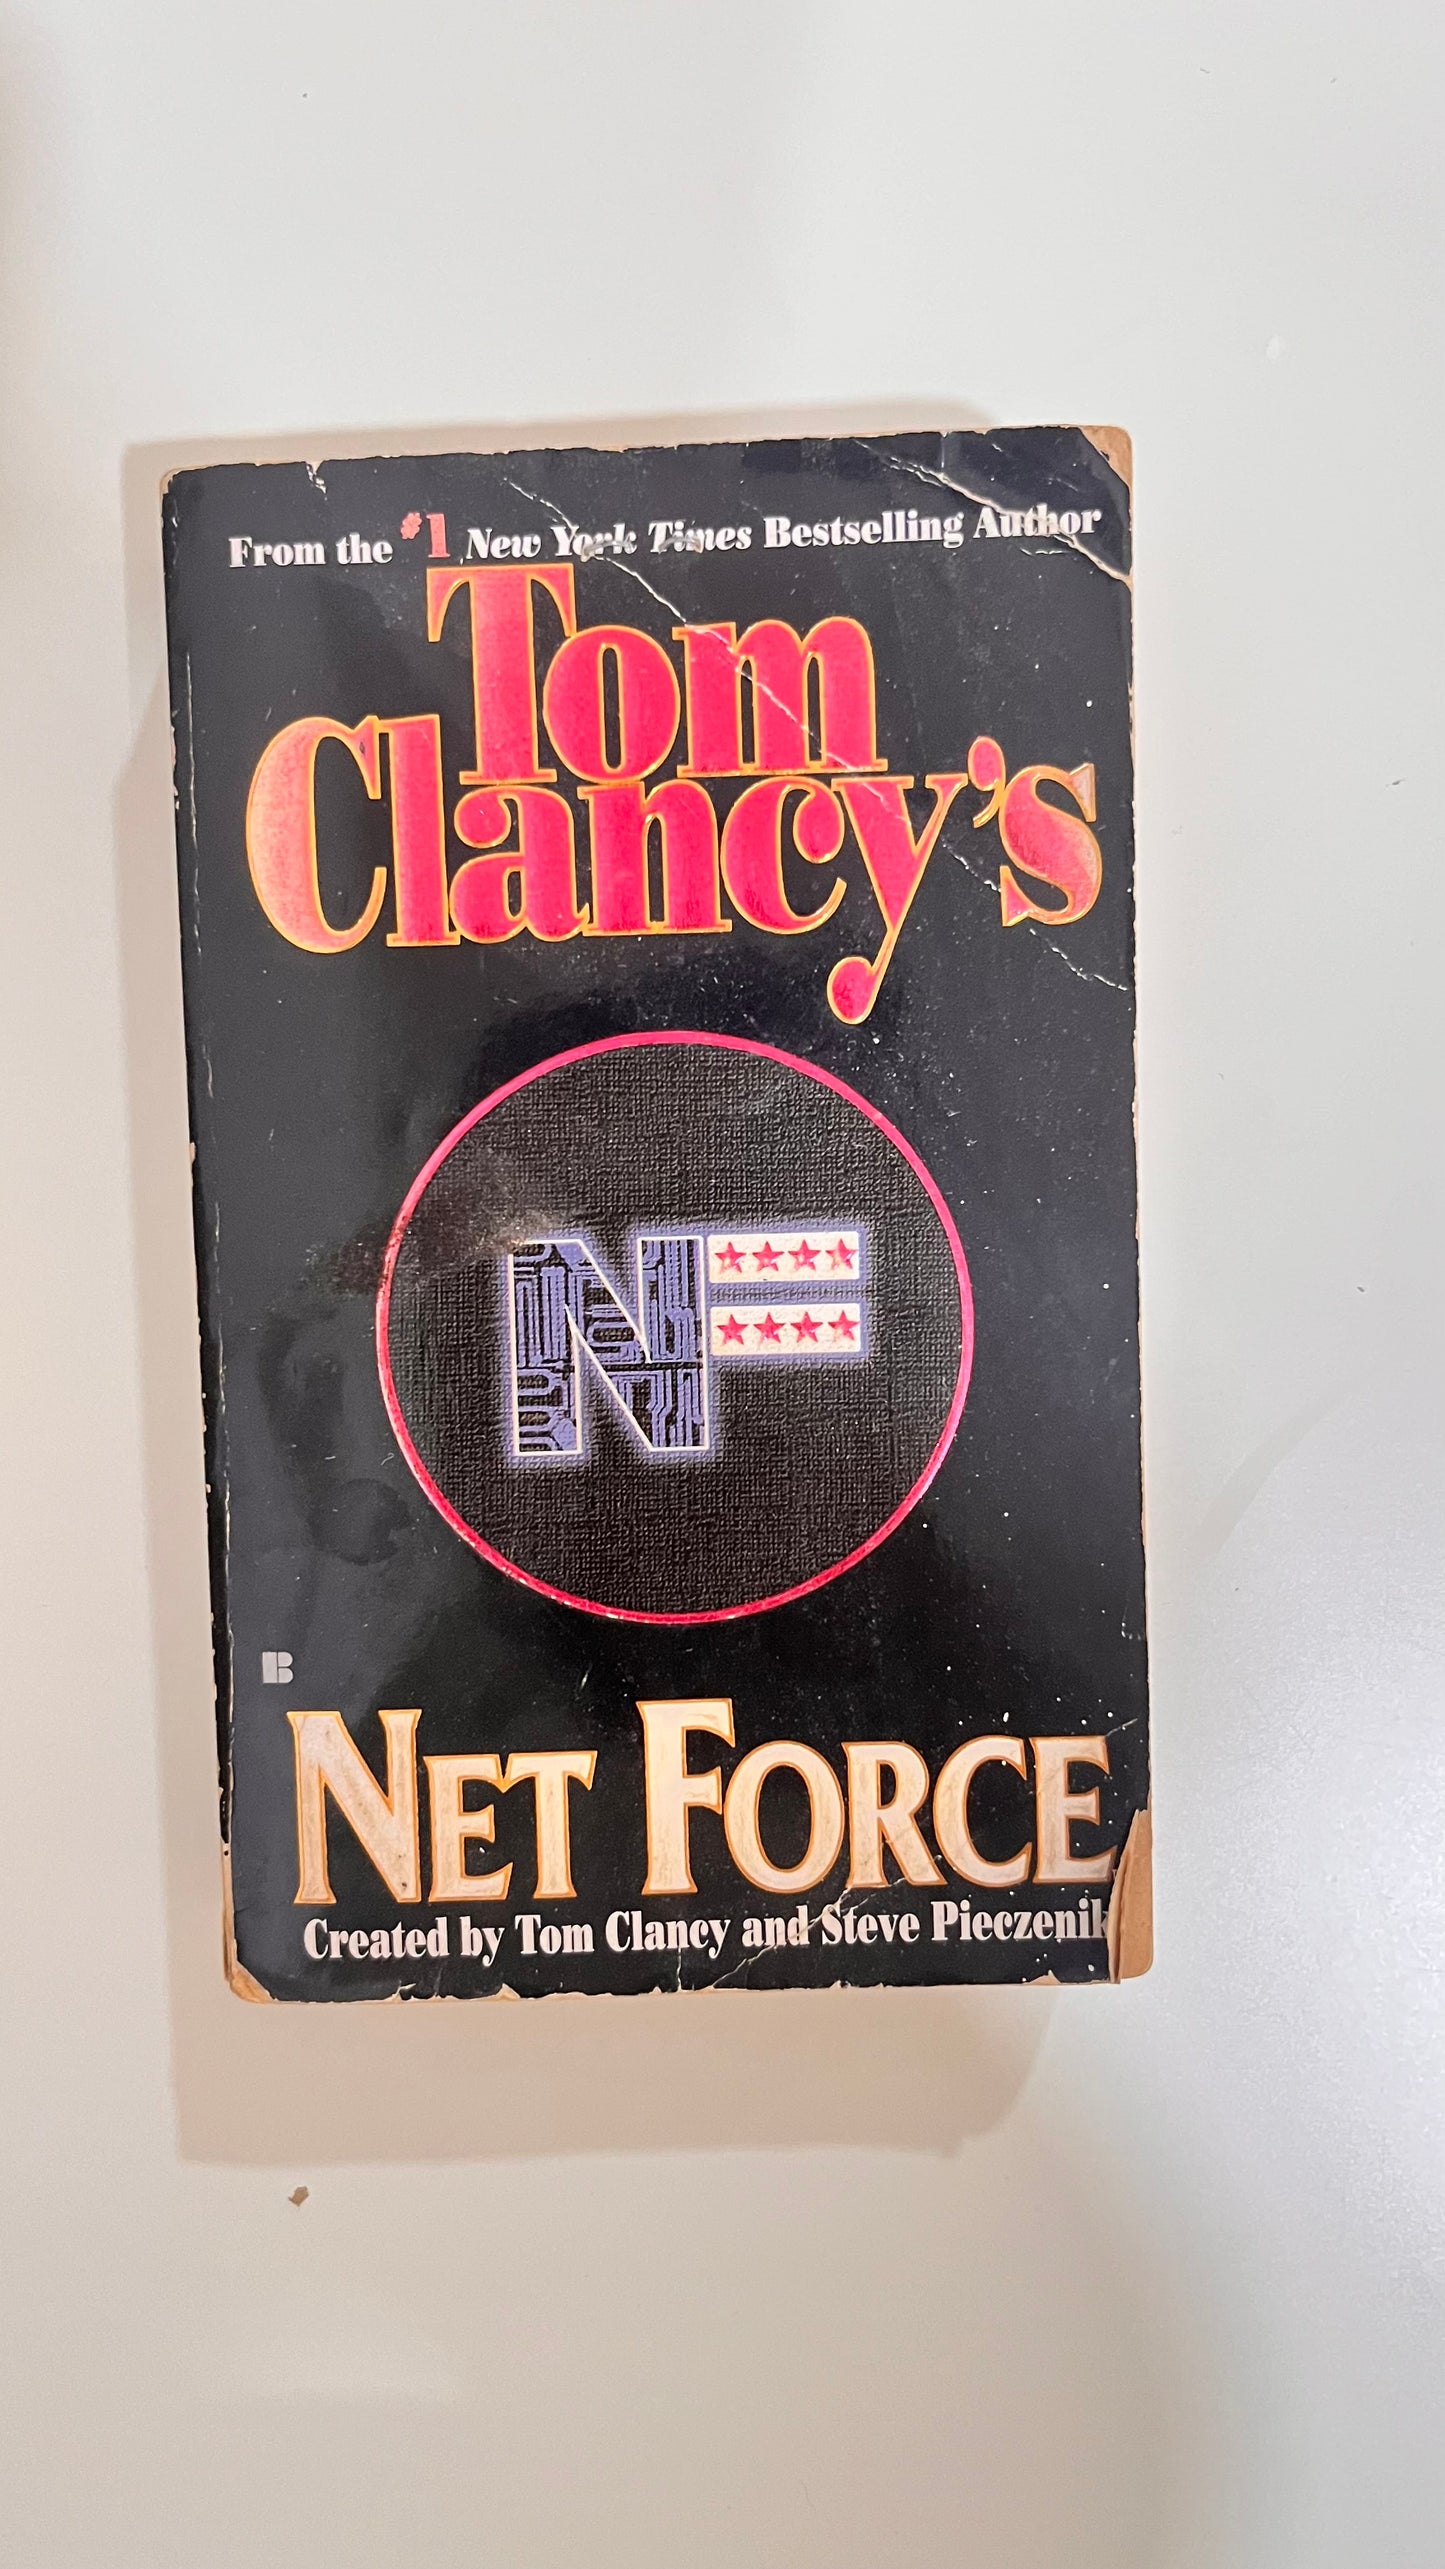 From the #1 New York Times Bestselling Author
Tom
Clancy's
NF
B
NET FORCE
Created by Tom Clancy and Steve Pieczenik